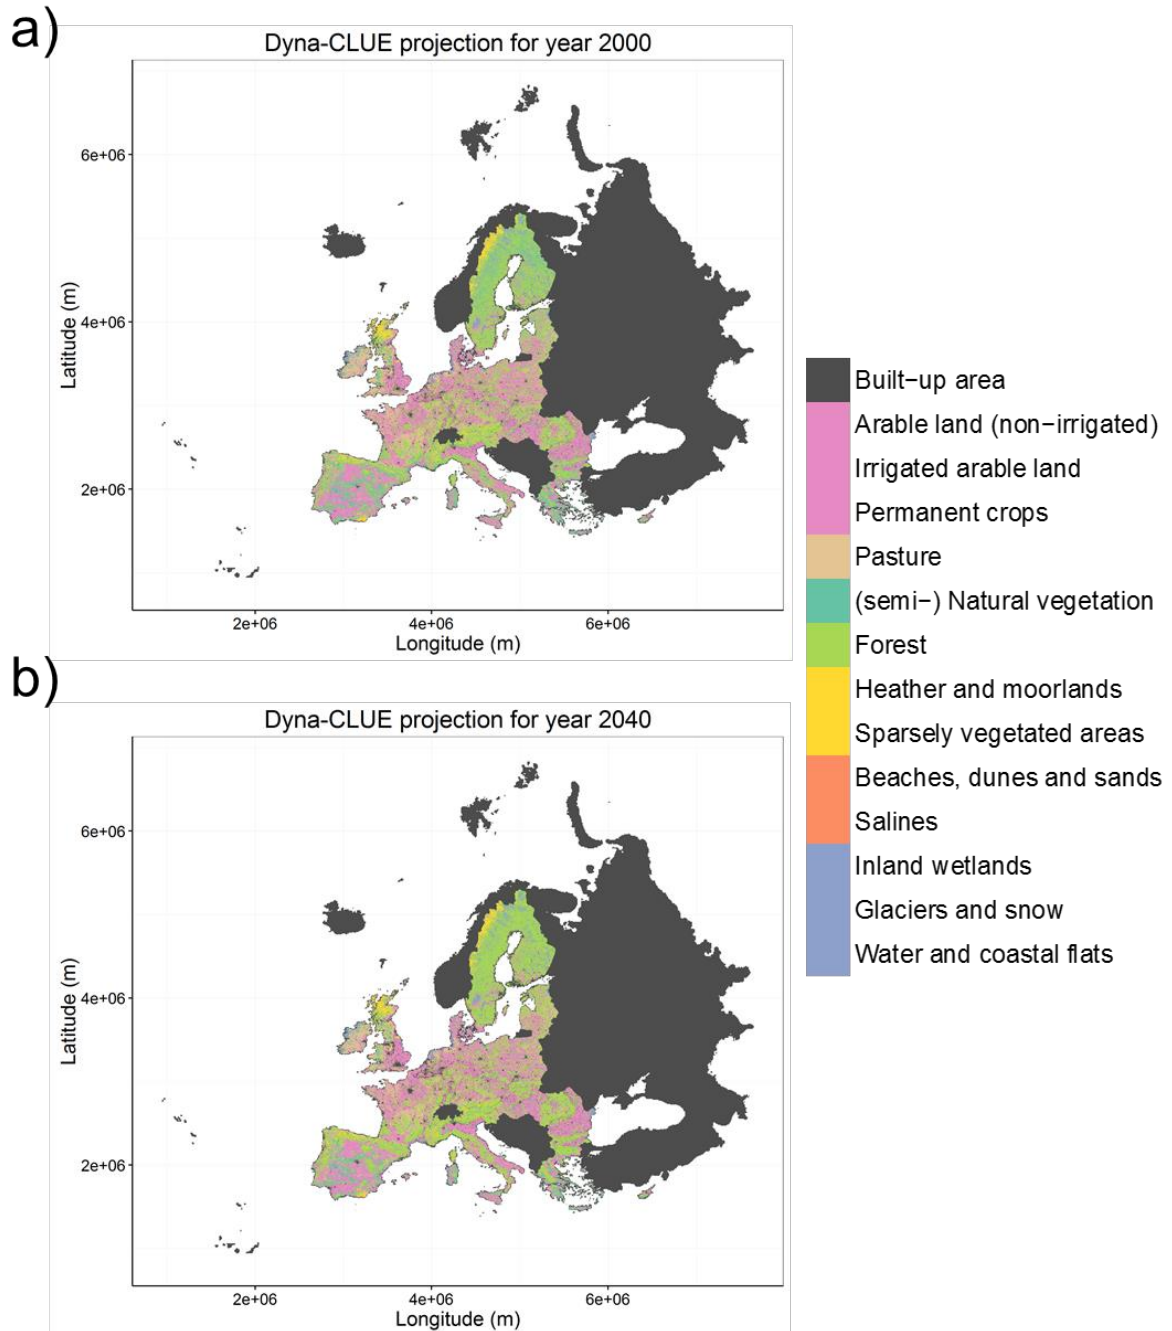 a)
Dyna-CLUE projection for year 2000
Latitude (m)
6e+06
4e+06
2e+06
2e+06 4e+06 6e+06
Longitude (m)
Built−up area
Arable land (non−irrigated)
Irrigated arable land
Permanent crops
Pasture
(semi−) Natural vegetation
Forest
Heather and moorlands
Sparsely vegetated areas
Beaches, dunes and sands
Salines
Inland wetlands
Glaciers and snow
Water and coastal flats
b)
Dyna-CLUE projection for year 2040
Latitude (m)
6e+06
4e+06
2e+06
2e+06 4e+06 6e+06
Longitude (m)